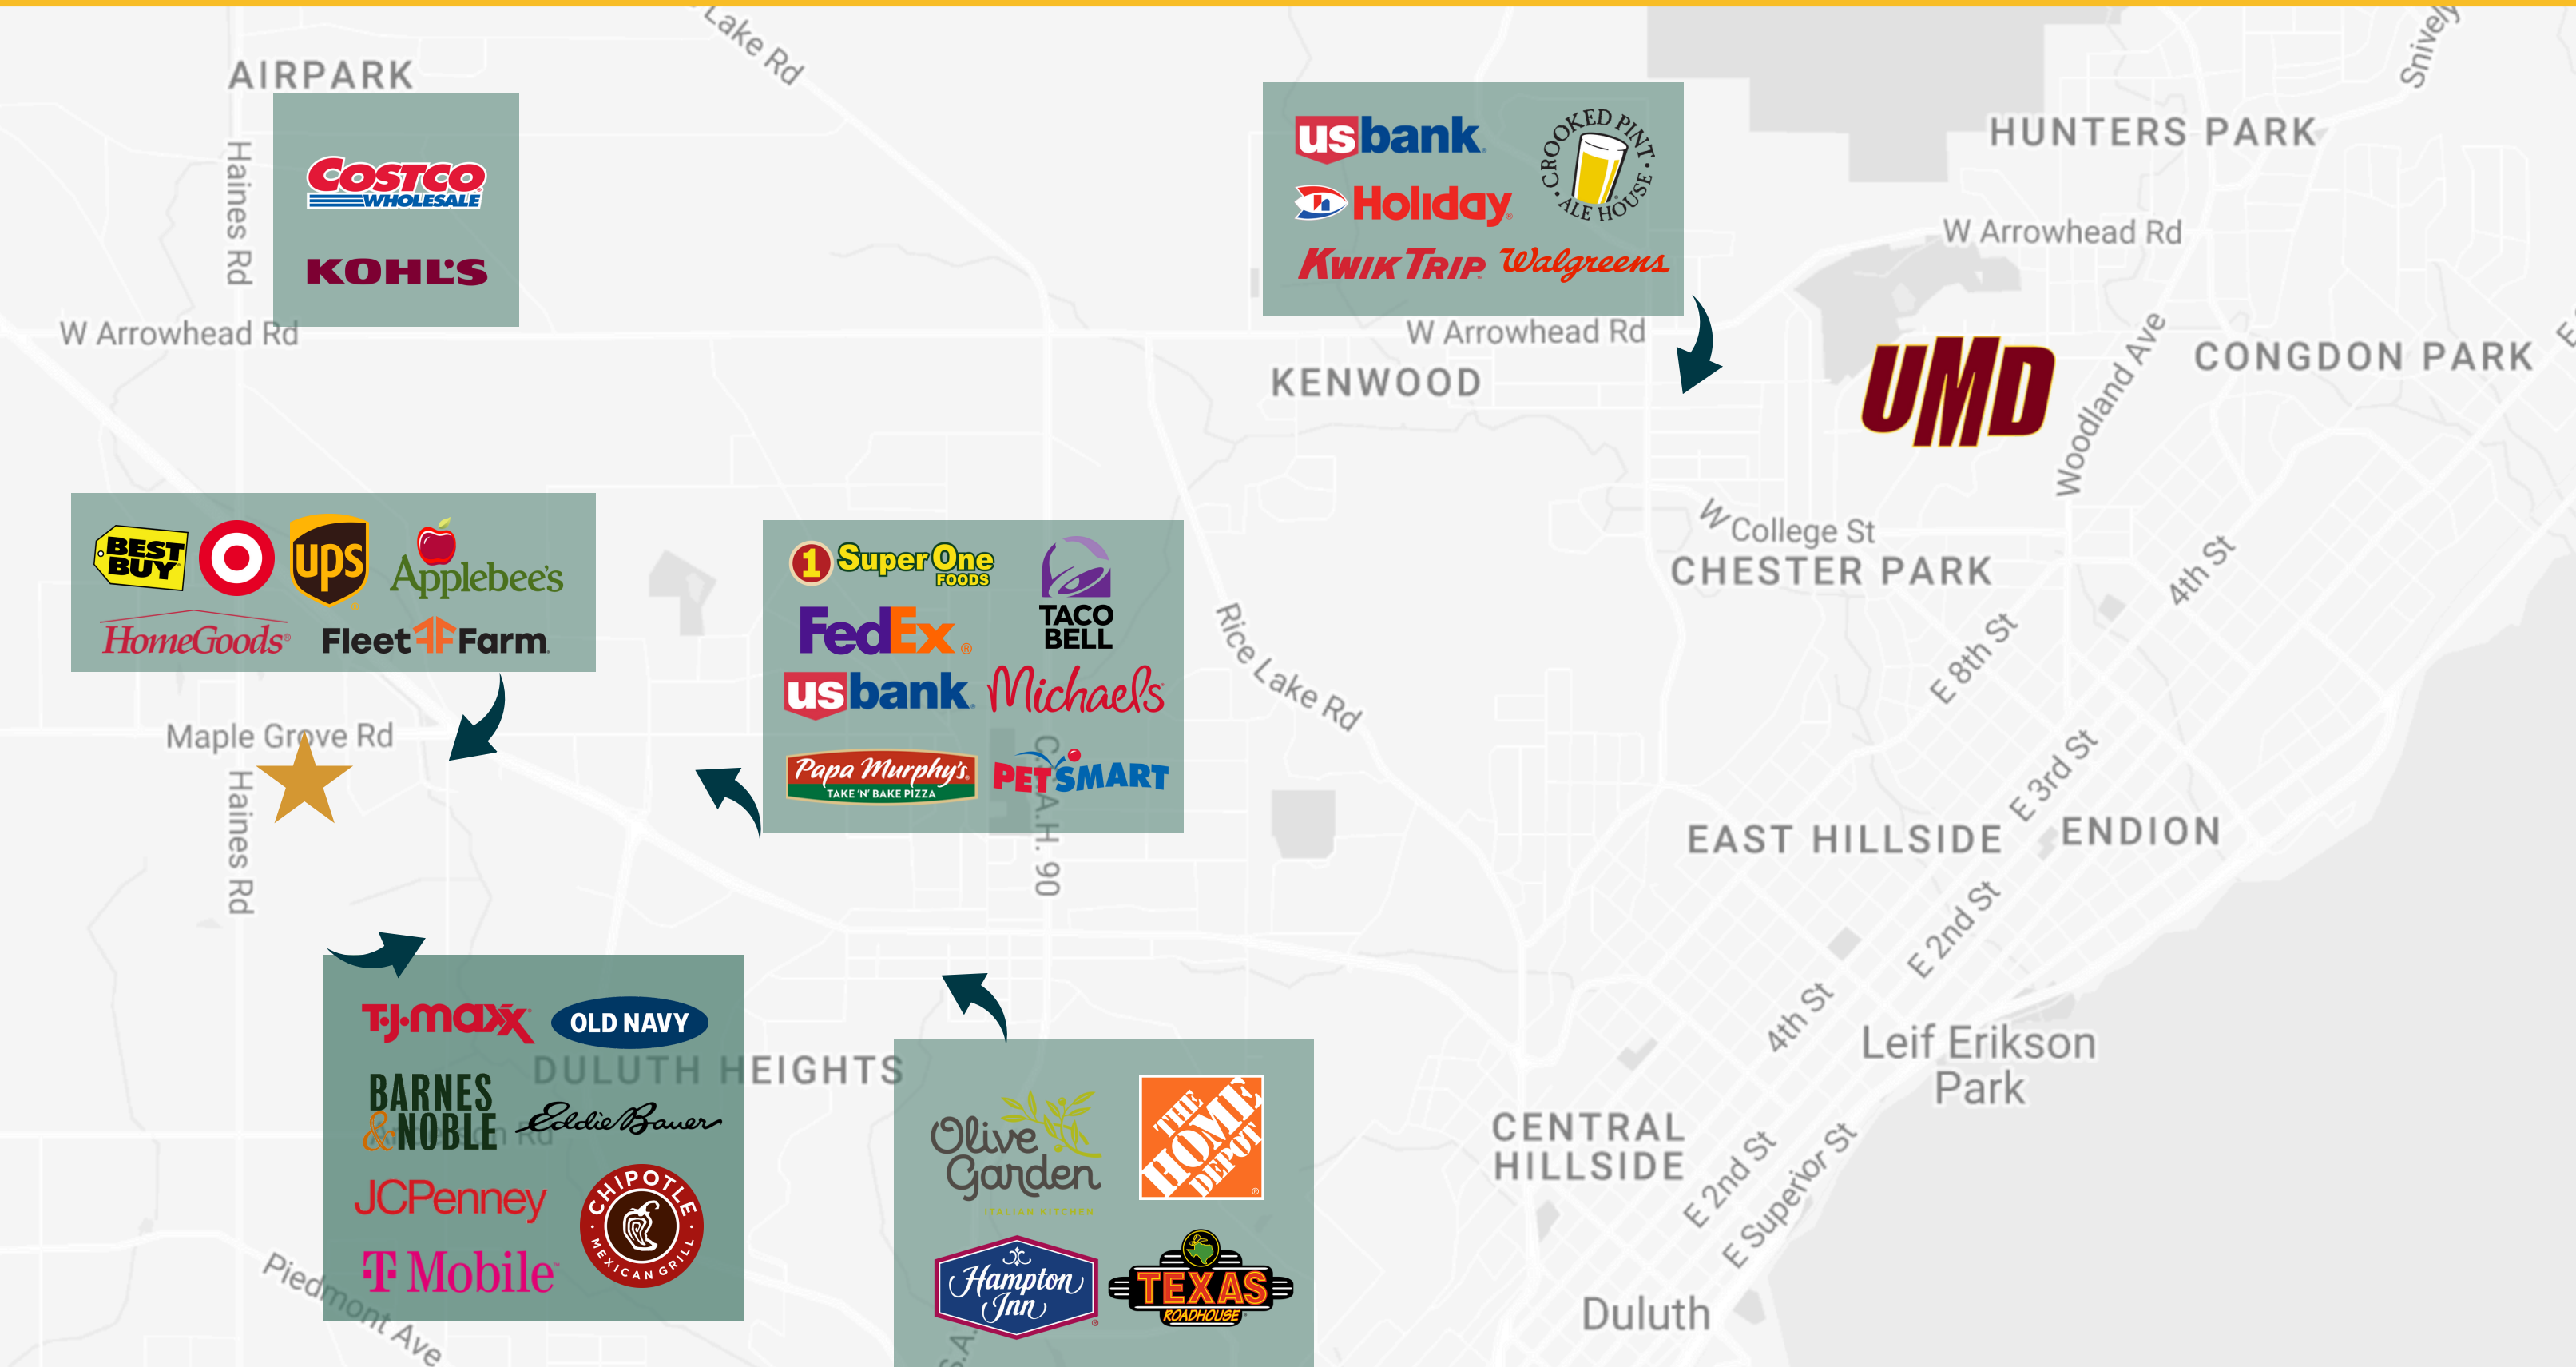 Lake Rd
Snively
AIRPARK
HUNTERS PARK
Haines Rd
COSTCO
WHOLESALE
KOHL'S
usbank
CROOKED PINT
ALE HOUSE
Holiday
KWIK TRIP
Walgreens
W Arrowhead Rd
W Arrowhead Rd
W Arrowhead Rd
KENWOOD
UMD
Woodland Ave
CONGDON PARK
BEST
BUY
ups
Applebee's
HomeGoods
Fleet Farm
1 Super One
FOODS
TACO
BELL
FedEx
usbank
Michaels
Papa Murphy's
TAKE 'N' BAKE PIZZA
PETSMART
C.S.A.H. 90
Rice Lake Rd
W College St
CHESTER PARK
4th St
E 8th St
E 3rd St
Maple Grove Rd
Haines Rd
EAST HILLSIDE
ENDION
E 2nd St
4th St
Leif Erikson
Park
T.J.maxx
OLD NAVY
DULUTH HEIGHTS
BARNES
&NOBLE
Eddie Bauer
JCPenney
CHIPOTLE
MEXICAN GRILL
T Mobile
Piedmont Ave
Olive
Garden
ITALIAN KITCHEN
THE
HOME
DEPOT
Hampton
Inn
TEXAS
ROADHOUSE
CENTRAL
HILLSIDE
E 2nd St
E Superior St
Duluth